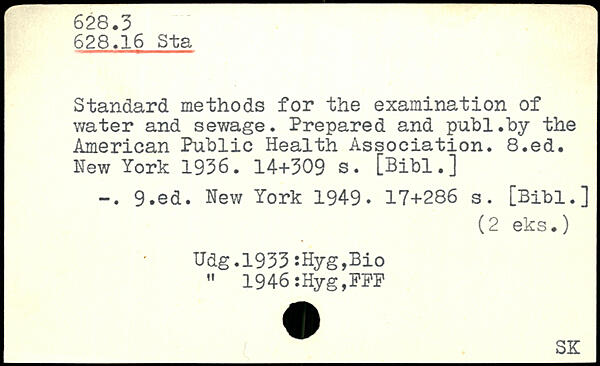 628.3
628.16 Sta
Standard methods for the examination of
water and sewage. Prepared and publ.by the
American Public Health Association. 8.ed.
New York 1936. 14+309 s. [Bibl.]
-. 9.ed. New York 1949. 17+286 s. [Bibl.]
(2 eks.)
Udg.1933:Hyg,Bio
" 1946:Hyg,FFF
SK